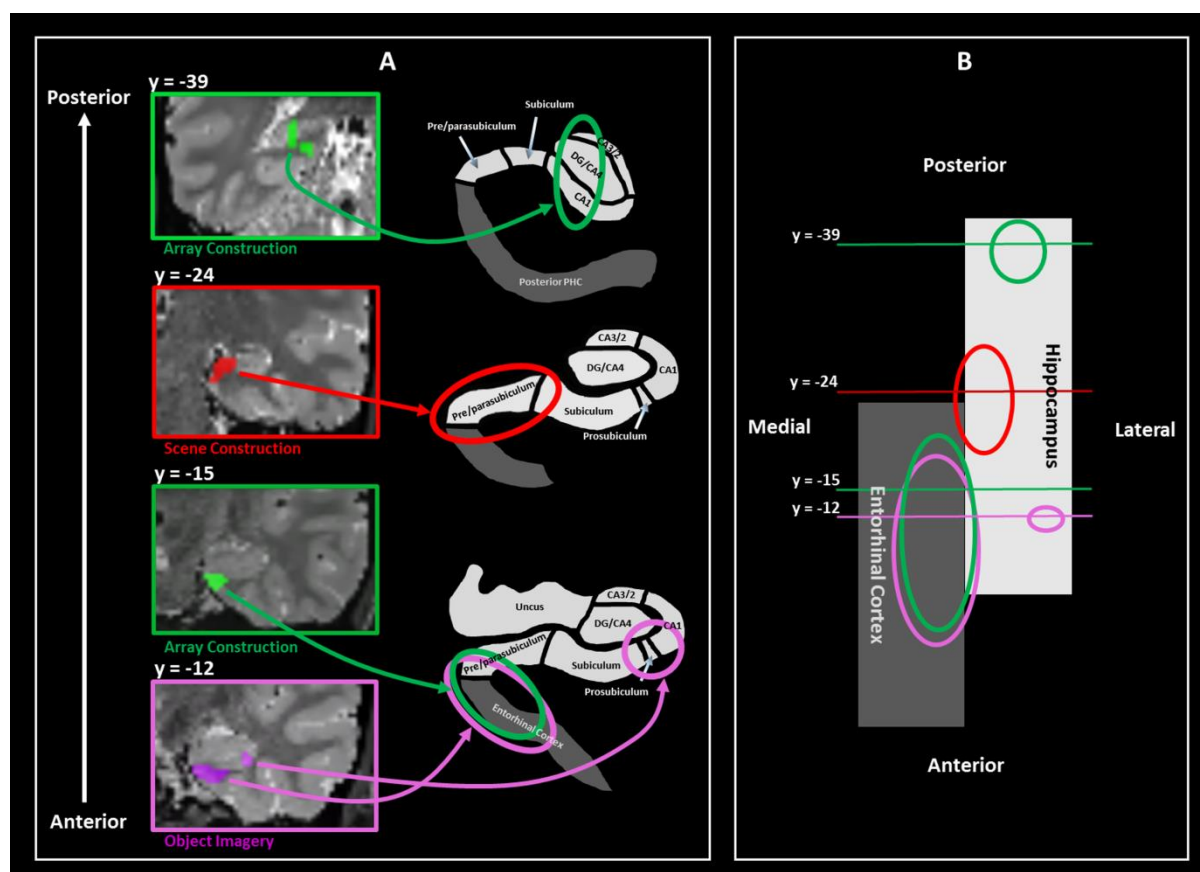 A
Posterior
y = -39
Array Construction
Pre/parasubiculum
Subiculum
CA3/2
DG/CA4
CA1
Posterior PHC
y = -24
Scene Construction
CA3/2
DG/CA4
CA1
Pre/parasubiculum
Subiculum
Prosubiculum
y = -15
Array Construction
Uncus
CA3/2
DG/CA4
CA1
Pre/parasubiculum
Subiculum
Prosubiculum
Entorhinal Cortex
y = -12
Object Imagery
Anterior
B
Posterior
y = -39
y = -24
Medial
Hippocampus
Lateral
y = -15
y = -12
Entorhinal Cortex
Anterior